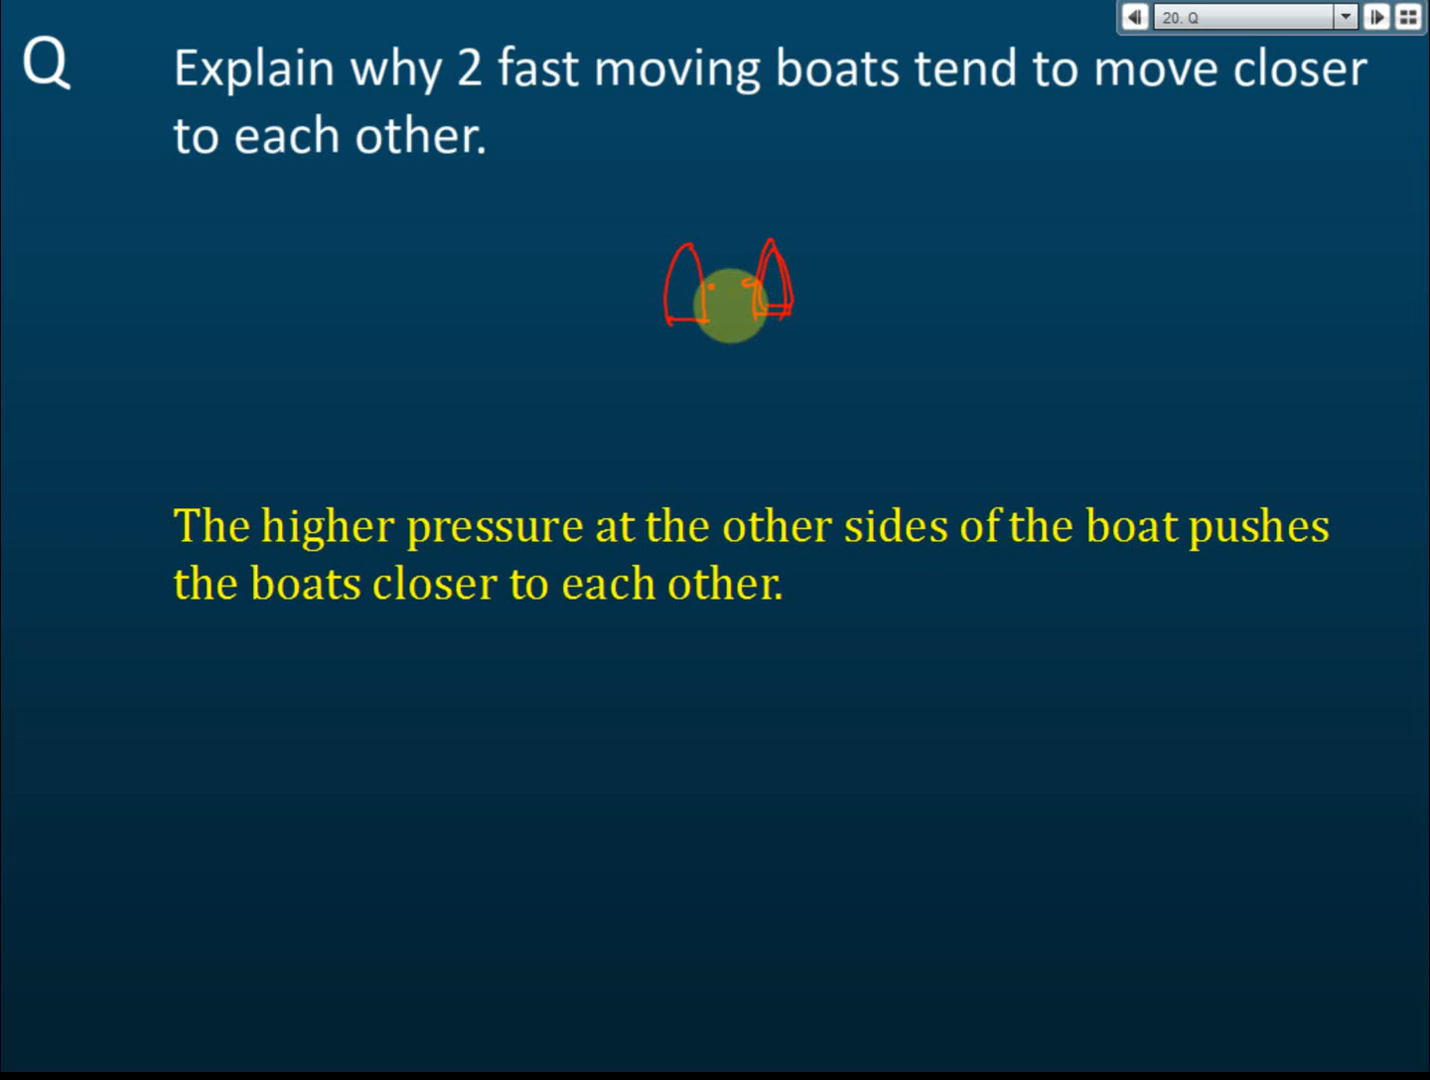 20. Q
Q
Explain why 2 fast moving boats tend to move closer
to each other.
The higher pressure at the other sides of the boat pushes
the boats closer to each other.